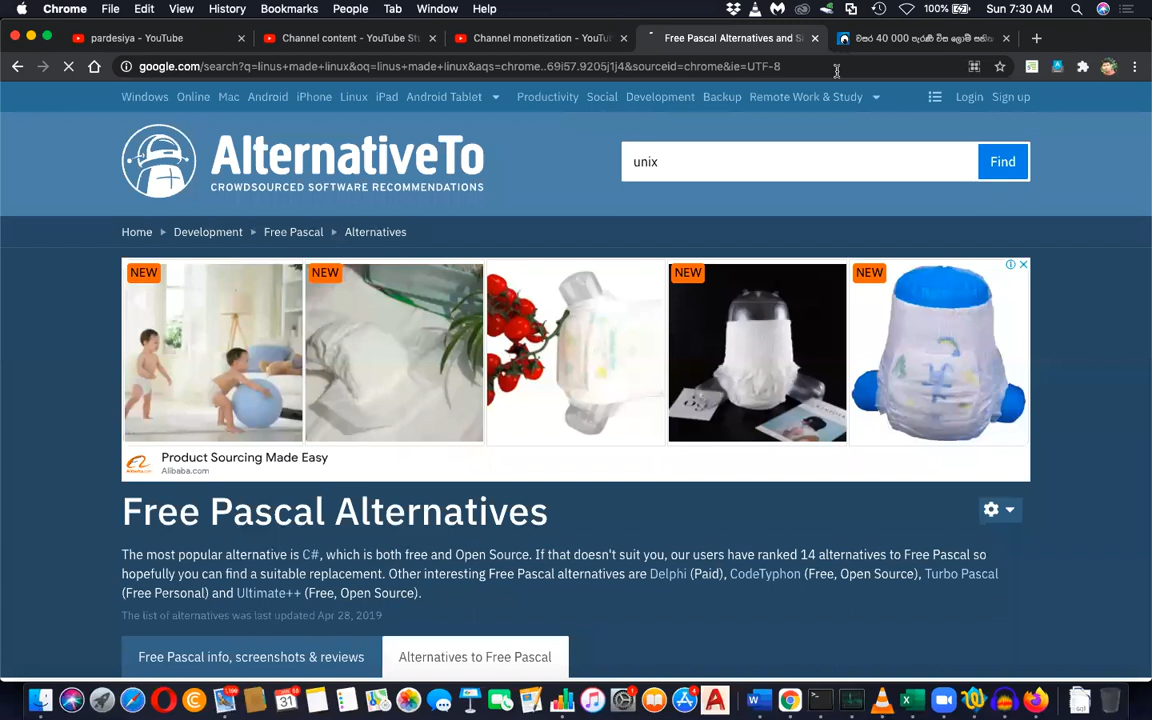 Chrome File Edit View History Bookmarks People Tab Window Help 100% Sun 7:30 AM
pardesiya - YouTube
Channel content - YouTube St
Channel monetization - YouTu
Free Pascal Alternatives and Si
වසර 40 000 පැරණි විස ලොම් සහිත
google.com/search?q=linus+made+linux&oq=linus+made+linux&aqs=chrome..69i57.9205j1j4&sourceid=chrome&ie=UTF-8
Windows Online Mac Android iPhone Linux iPad Android Tablet Productivity Social Development Backup Remote Work & Study Login Sign up
AlternativeTo
CROWDSOURCED SOFTWARE RECOMMENDATIONS
unix
Find
Home Development Free Pascal Alternatives
NEW NEW NEW NEW
Product Sourcing Made Easy
Alibaba.com
Free Pascal Alternatives
The most popular alternative is C#, which is both free and Open Source. If that doesn't suit you, our users have ranked 14 alternatives to Free Pascal so
hopefully you can find a suitable replacement. Other interesting Free Pascal alternatives are Delphi (Paid), CodeTyphon (Free, Open Source), Turbo Pascal
(Free Personal) and Ultimate++ (Free, Open Source).
The list of alternatives was last updated Apr 28, 2019
Free Pascal info, screenshots & reviews
Alternatives to Free Pascal